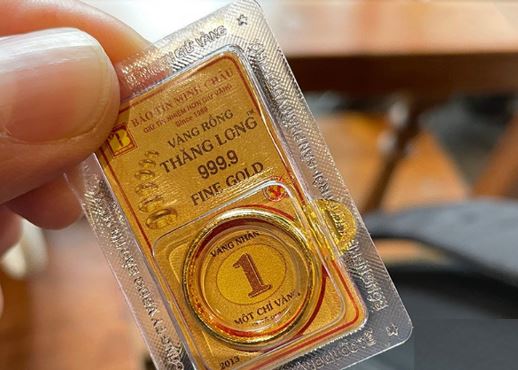 BẢO TÍN MINH CHÂU
GIỮ TÍN NHIỆM HƠN GIỮ VÀNG
Since 1989
VÀNG RỒNG
THĂNG LONG
999.9
FINE GOLD
VÀNG NHẪN
1
MỘT CHỈ VÀNG
2013